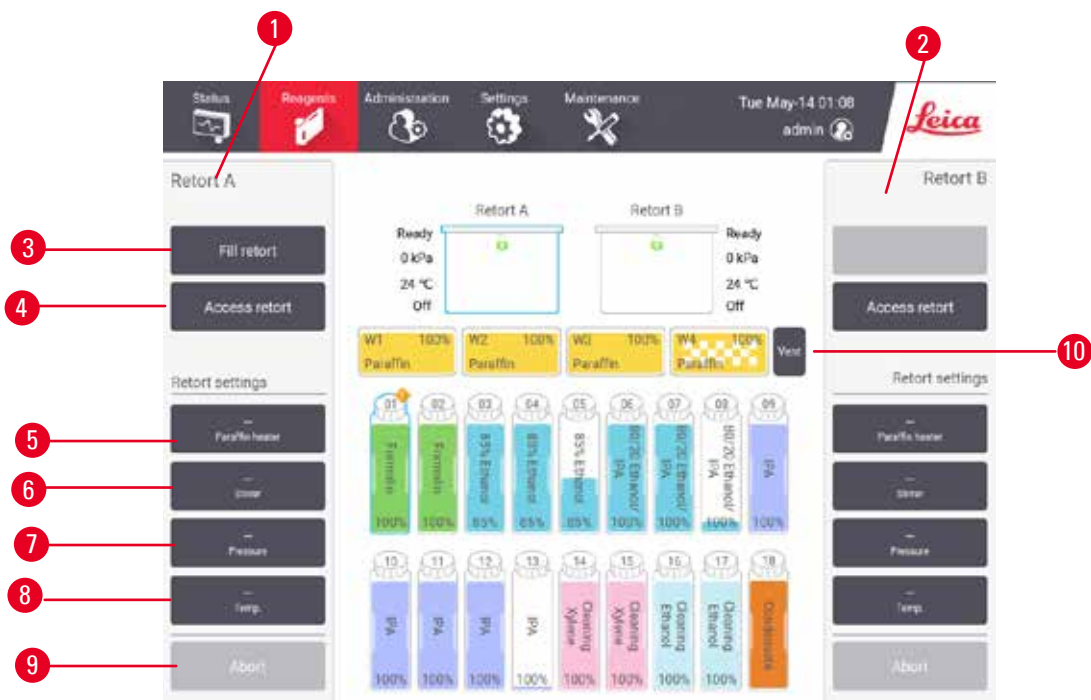 1
2
Status
Reagents
Administration
Settings
Maintenance
Tue May-14 01:08
admin
Leica
Retort A
Retort B
3
Fill retort
4
Access retort
Access retort
Retort A
Retort B
Ready
0 kPa
24 °C
Off
Ready
0 kPa
24 °C
Off
W1 100%
Paraffin
W2 100%
Paraffin
W3 100%
Paraffin
W4 100%
Paraffin
Vent
10
Retort settings
Retort settings
5
--
Paraffin heater
--
Paraffin heater
6
--
Stirrer
--
Stirrer
7
--
Pressure
--
Pressure
8
--
Temp.
--
Temp.
9
Abort
Abort
01
Formalin
100%
02
Formalin
100%
03
85% Ethanol
85%
04
85% Ethanol
85%
05
85% Ethanol
85%
06
80/20 Ethanol/
IPA
100%
07
80/20 Ethanol/
IPA
100%
08
80/20 Ethanol/
IPA
100%
09
IPA
100%
10
IPA
100%
11
IPA
100%
12
IPA
100%
13
IPA
100%
14
Cleaning
Xylene
100%
15
Cleaning
Xylene
100%
16
Cleaning
Ethanol
100%
17
Cleaning
Ethanol
100%
18
Condensate